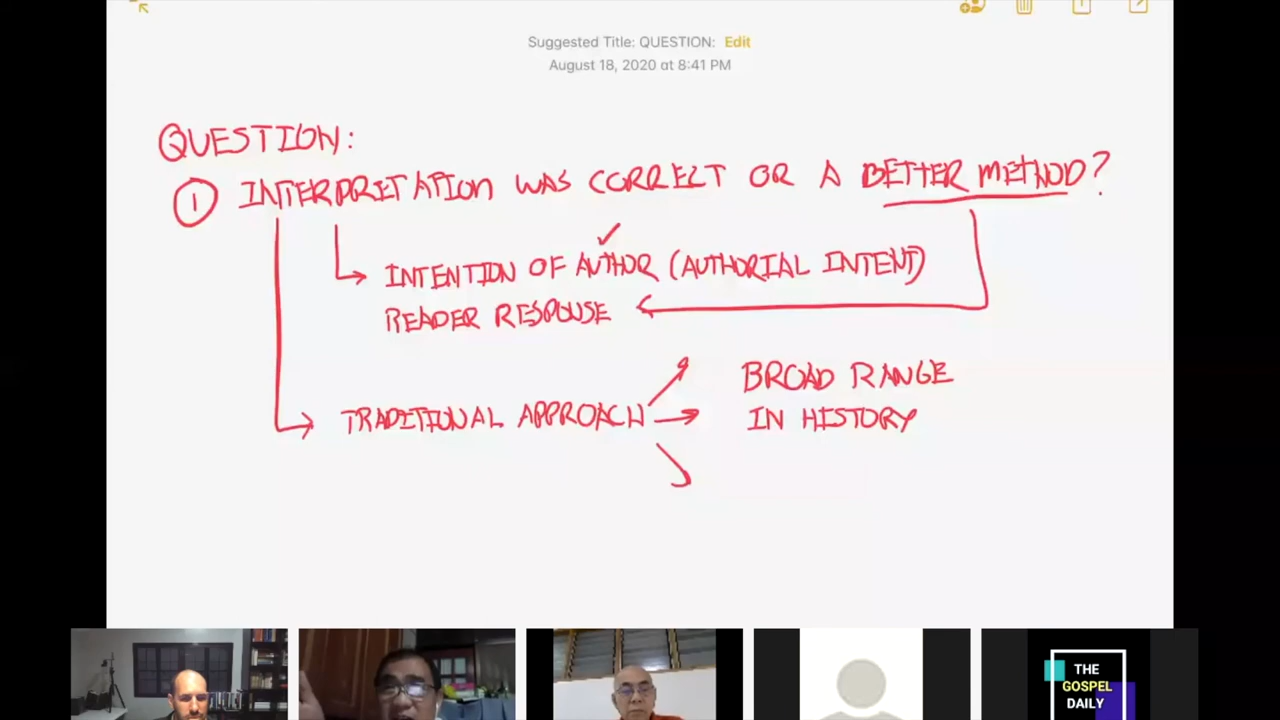 Suggested Title: QUESTION: Edit
August 18, 2020 at 8:41 PM
QUESTION:
1 INTERPRETATION WAS CORRECT OR A BETTER METHOD?
INTENTION OF AUTHOR (AUTHORIAL INTENT)
READER RESPONSE
TRADITIONAL APPROACH
BROAD RANGE
IN HISTORY
THE
GOSPEL
DAILY